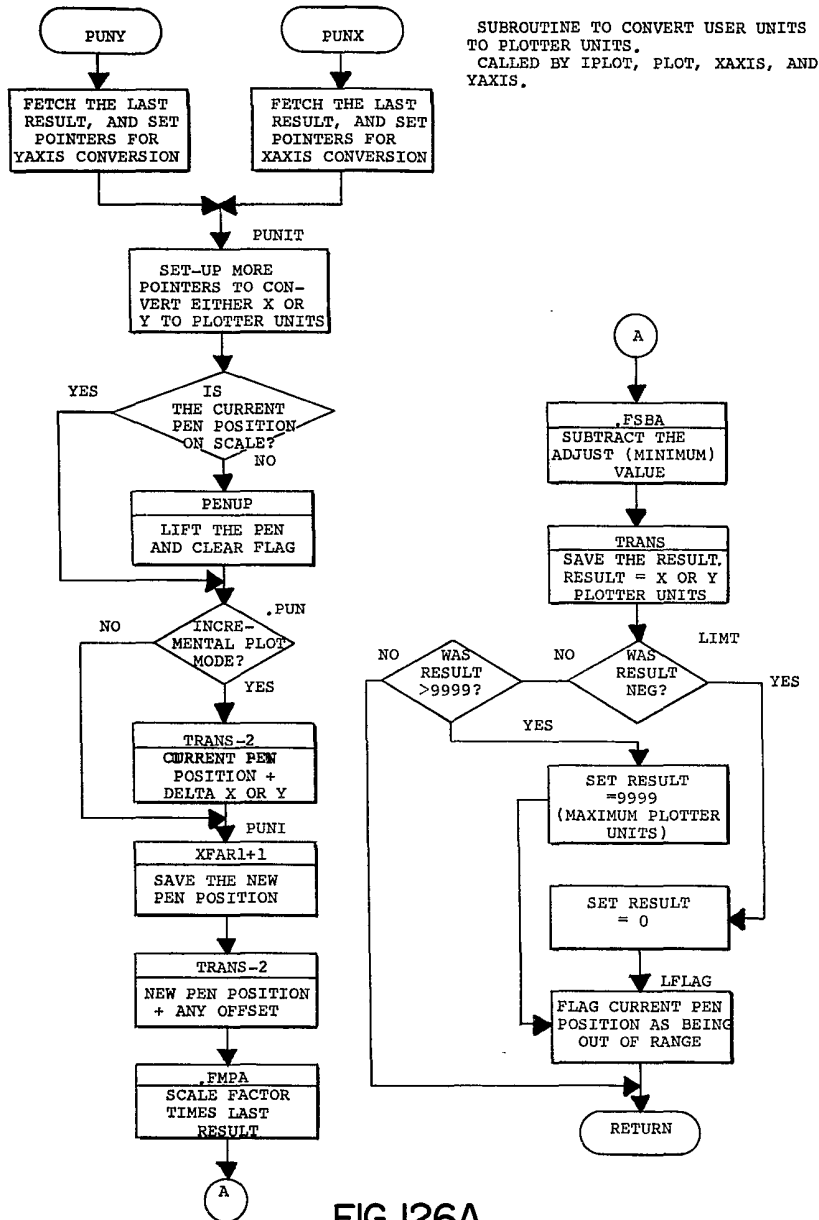 PUNY
PUNX
SUBROUTINE TO CONVERT USER UNITS
TO PLOTTER UNITS.
CALLED BY IPLOT, PLOT, XAXIS, AND
YAXIS.
FETCH THE LAST
RESULT, AND SET
POINTERS FOR
YAXIS CONVERSION
FETCH THE LAST
RESULT, AND SET
POINTERS FOR
XAXIS CONVERSION
PUNIT
SET-UP MORE
POINTERS TO CON-
VERT EITHER X OR
Y TO PLOTTER UNITS
YES
IS
THE CURRENT
PEN POSITION
ON SCALE?
NO
PENUP
LIFT THE PEN
AND CLEAR FLAG
.PUN
NO
INCRE-
MENTAL PLOT
MODE?
YES
TRANS-2
CURRENT PEN
POSITION +
DELTA X OR Y
PUNI
XFAR1+1
SAVE THE NEW
PEN POSITION
TRANS-2
NEW PEN POSITION
+ ANY OFFSET
.FMPA
SCALE FACTOR
TIMES LAST
RESULT
A
A
.FSBA
SUBTRACT THE
ADJUST (MINIMUM)
VALUE
TRANS
SAVE THE RESULT.
RESULT = X OR Y
PLOTTER UNITS
LIMT
NO
WAS
RESULT
>9999?
NO
WAS
RESULT
NEG?
YES
YES
SET RESULT
=9999
(MAXIMUM PLOTTER
UNITS)
SET RESULT
= 0
LFLAG
FLAG CURRENT PEN
POSITION AS BEING
OUT OF RANGE
RETURN
FIG 126A